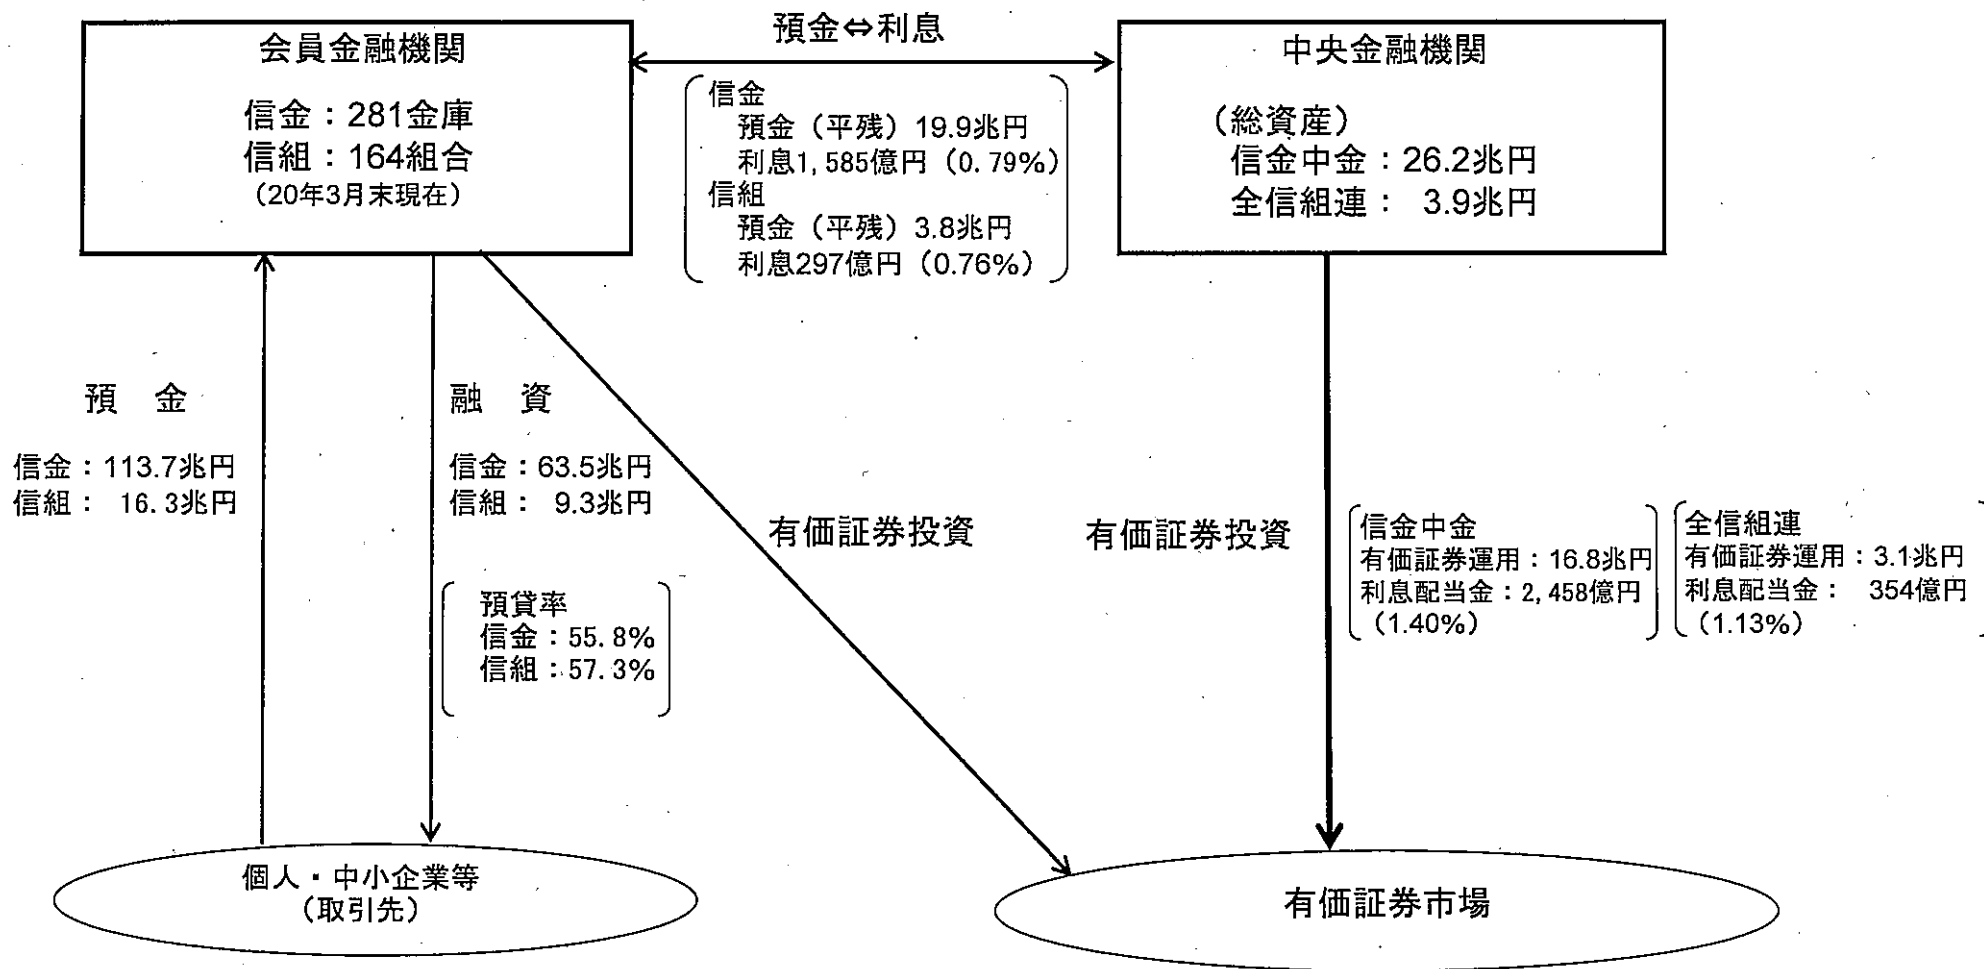 会員金融機関
信金：281金庫
信組：164組合
（20年3月末現在）
預金⇔利息
信金
預金（平残）19.9兆円
利息1,585億円（0.79%）
信組
預金（平残）3.8兆円
利息297億円（0.76%）
中央金融機関
（総資産）
信金中金：26.2兆円
全信組連： 3.9兆円
預 金
信金：113.7兆円
信組： 16.3兆円
融 資
信金：63.5兆円
信組： 9.3兆円
預貸率
信金：55.8%
信組：57.3%
有価証券投資
有価証券投資
信金中金
有価証券運用：16.8兆円
利息配当金：2,458億円
（1.40%）
全信組連
有価証券運用：3.1兆円
利息配当金： 354億円
（1.13%）
個人・中小企業等
（取引先）
有価証券市場